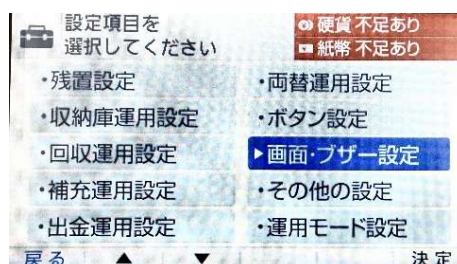 設定項目を
選択してください
硬貨 不足あり
紙幣 不足あり
・残置設定
・両替運用設定
・収納庫運用設定
・ボタン設定
・回収運用設定
▶画面・ブザー設定
・補充運用設定
・その他の設定
・出金運用設定
・運用モード設定
戻る ▲ ▼ 決定